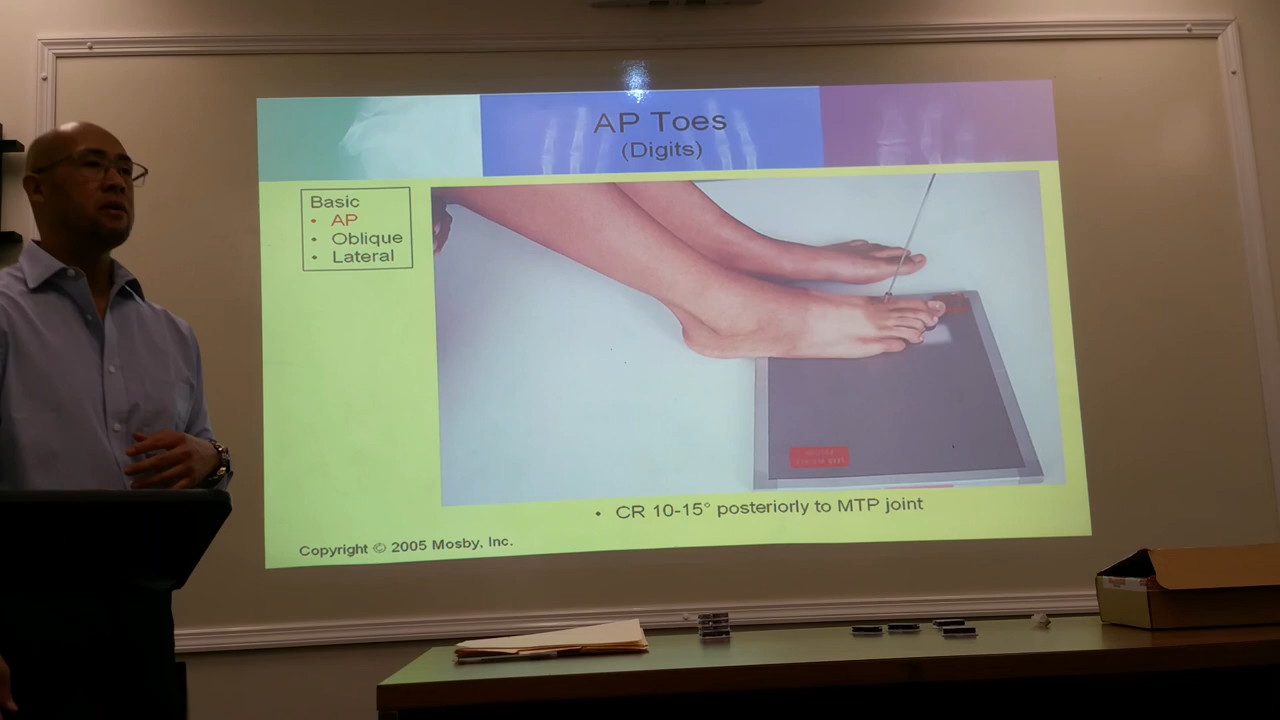 AP Toes
(Digits)
Basic
• AP
• Oblique
• Lateral
• CR 10-15° posteriorly to MTP joint
Copyright © 2005 Mosby, Inc.